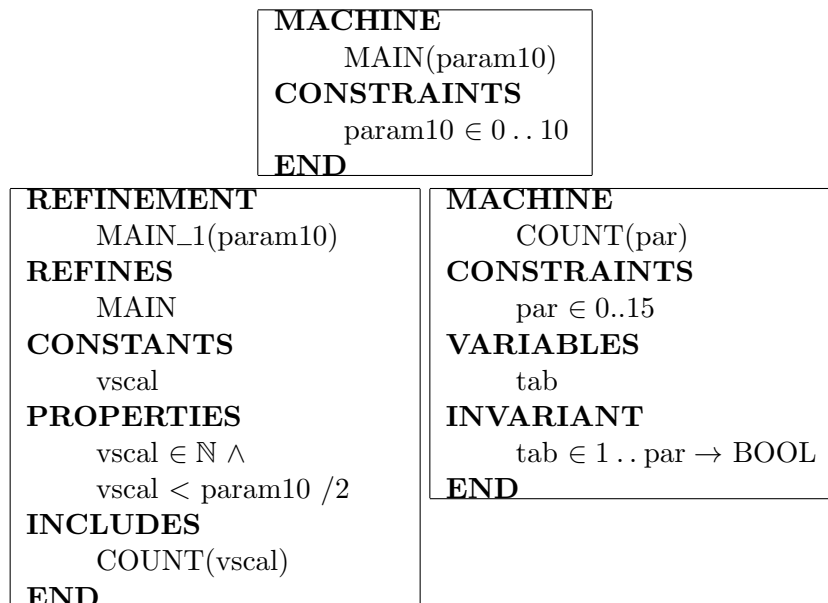 MACHINE
MAIN(param10)
CONSTRAINTS
param10 ∈ 0 . . 10
END
REFINEMENT
MAIN_1(param10)
REFINES
MAIN
CONSTANTS
vscal
PROPERTIES
vscal ∈ ℕ ∧
vscal < param10 /2
INCLUDES
COUNT(vscal)
END
MACHINE
COUNT(par)
CONSTRAINTS
par ∈ 0..15
VARIABLES
tab
INVARIANT
tab ∈ 1 . . par → BOOL
END